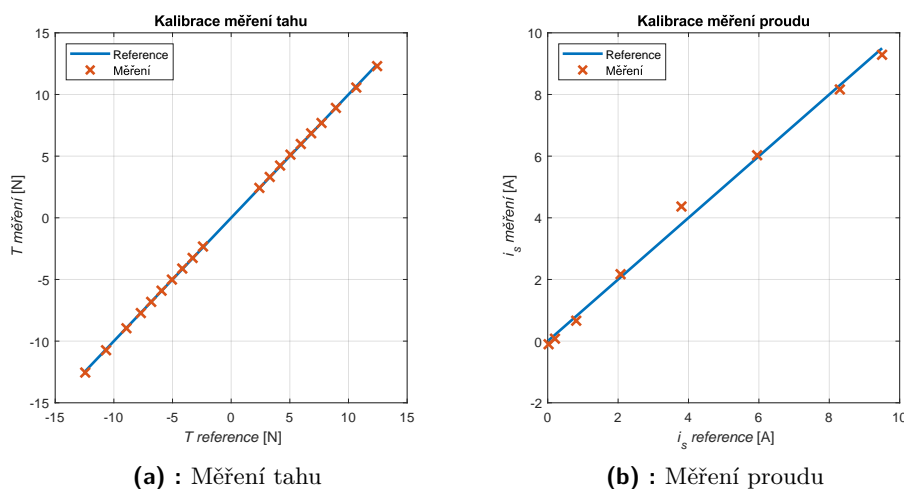 Kalibrace měření tahu
Reference
Měření
15
10
5
0
-5
-10
-15
-15
-10
-5
0
5
10
15
T měření [N]
T reference [N]
(a) : Měření tahu
Kalibrace měření proudu
Reference
Měření
10
8
6
4
2
0
-2
0
2
4
6
8
10
i_s měření [A]
i_s reference [A]
(b) : Měření proudu